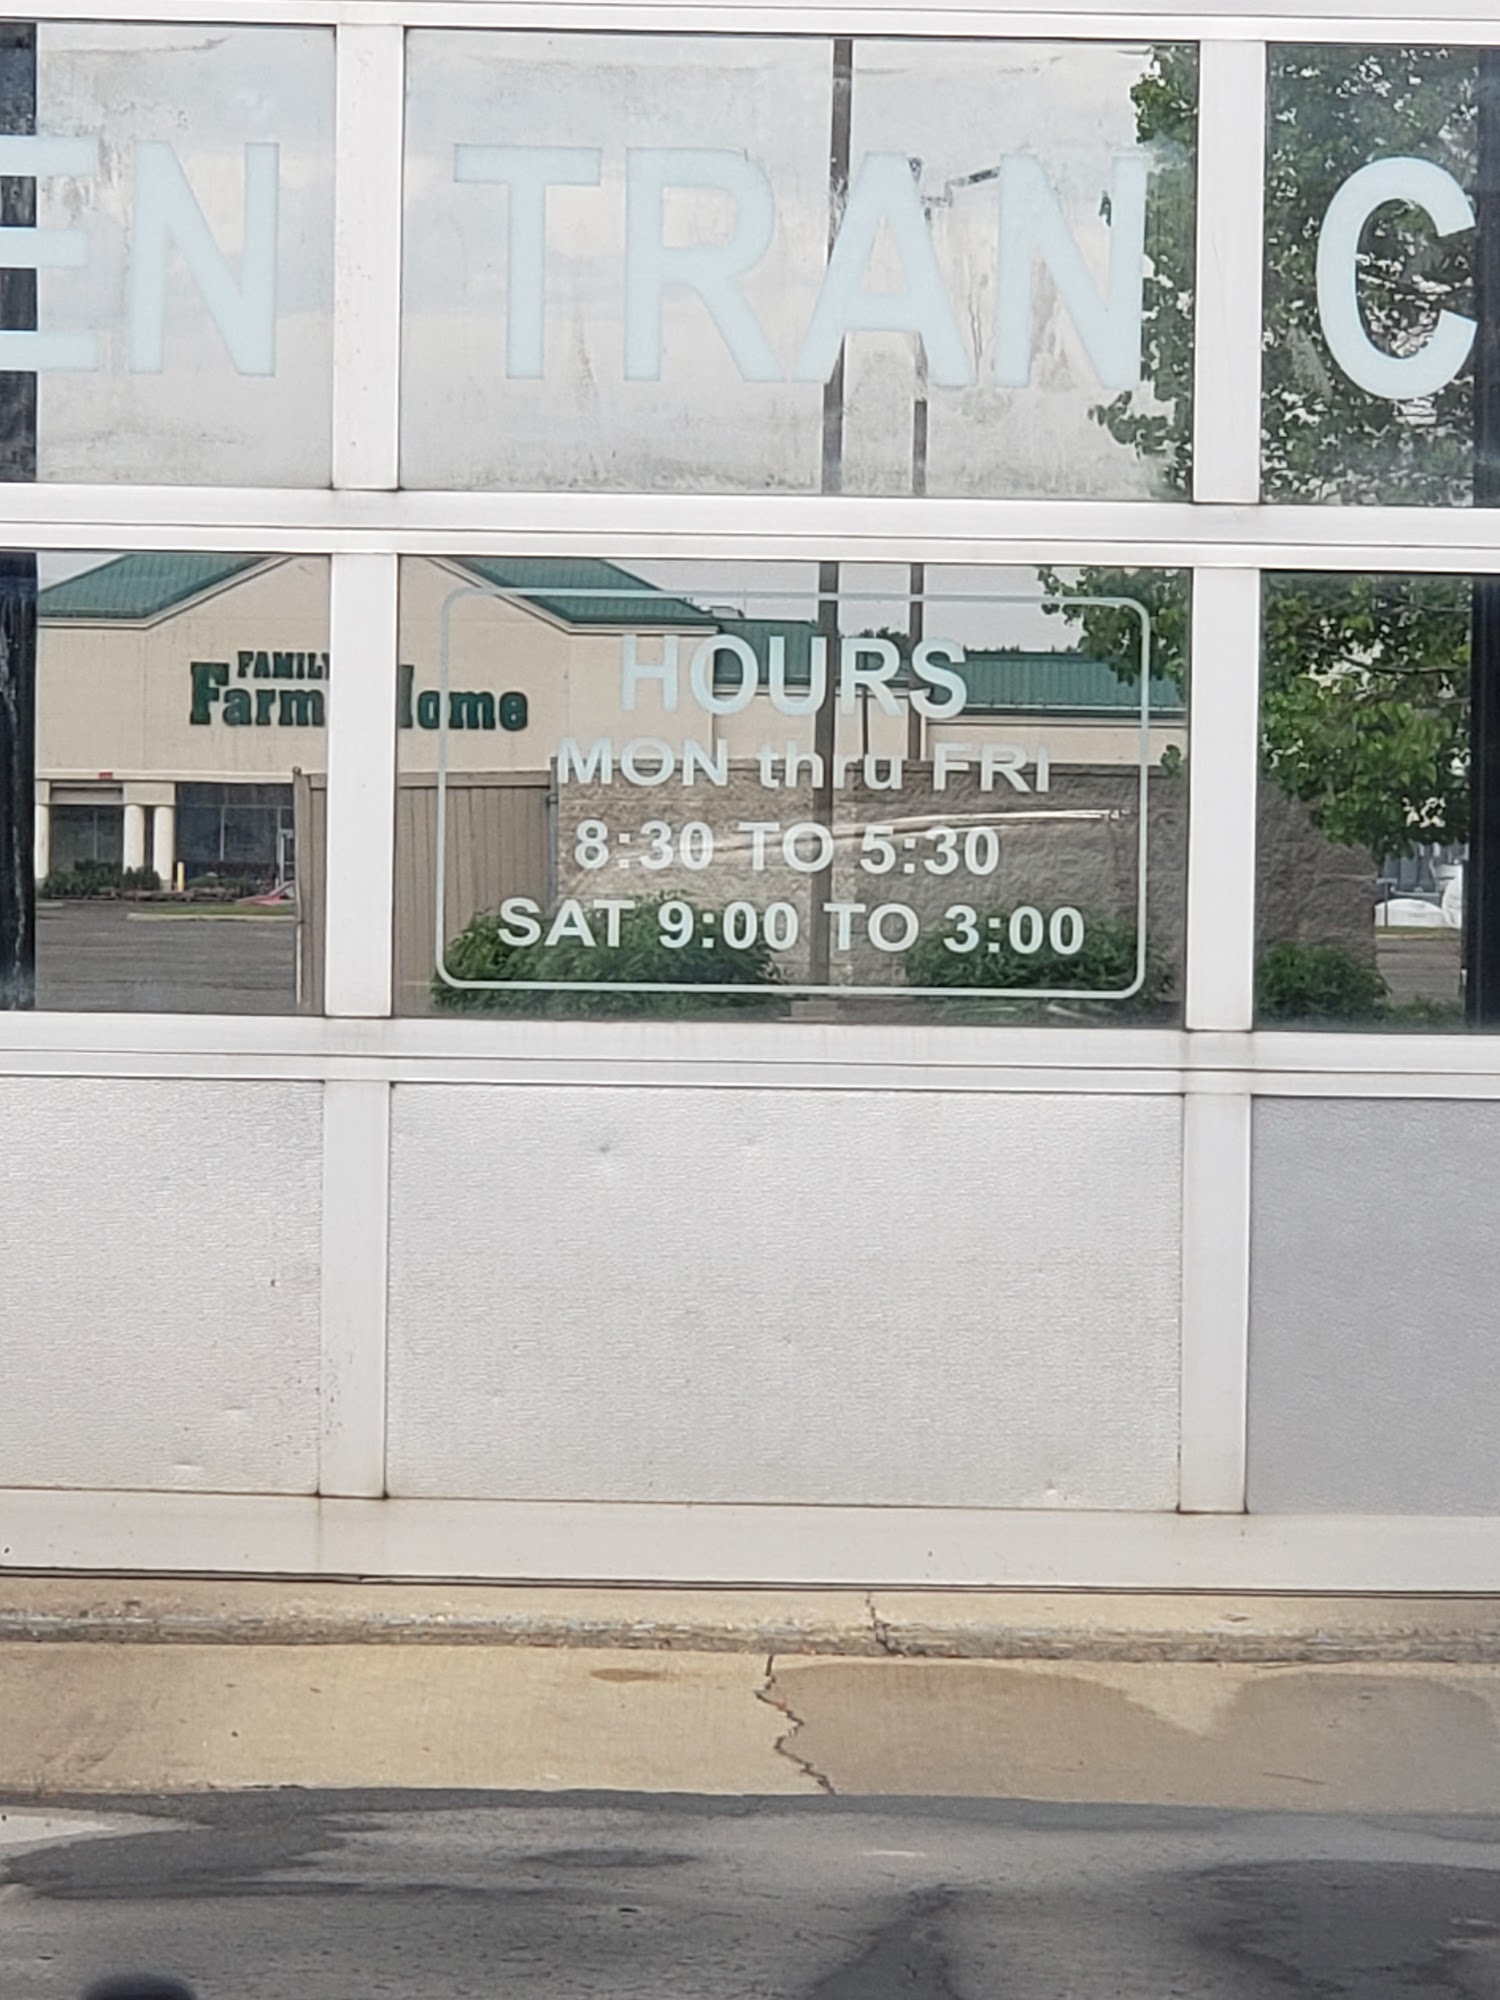 EN TRAN C
FAMILY
Farm Home
HOURS
MON thru FRI
8:30 TO 5:30
SAT 9:00 TO 3:00